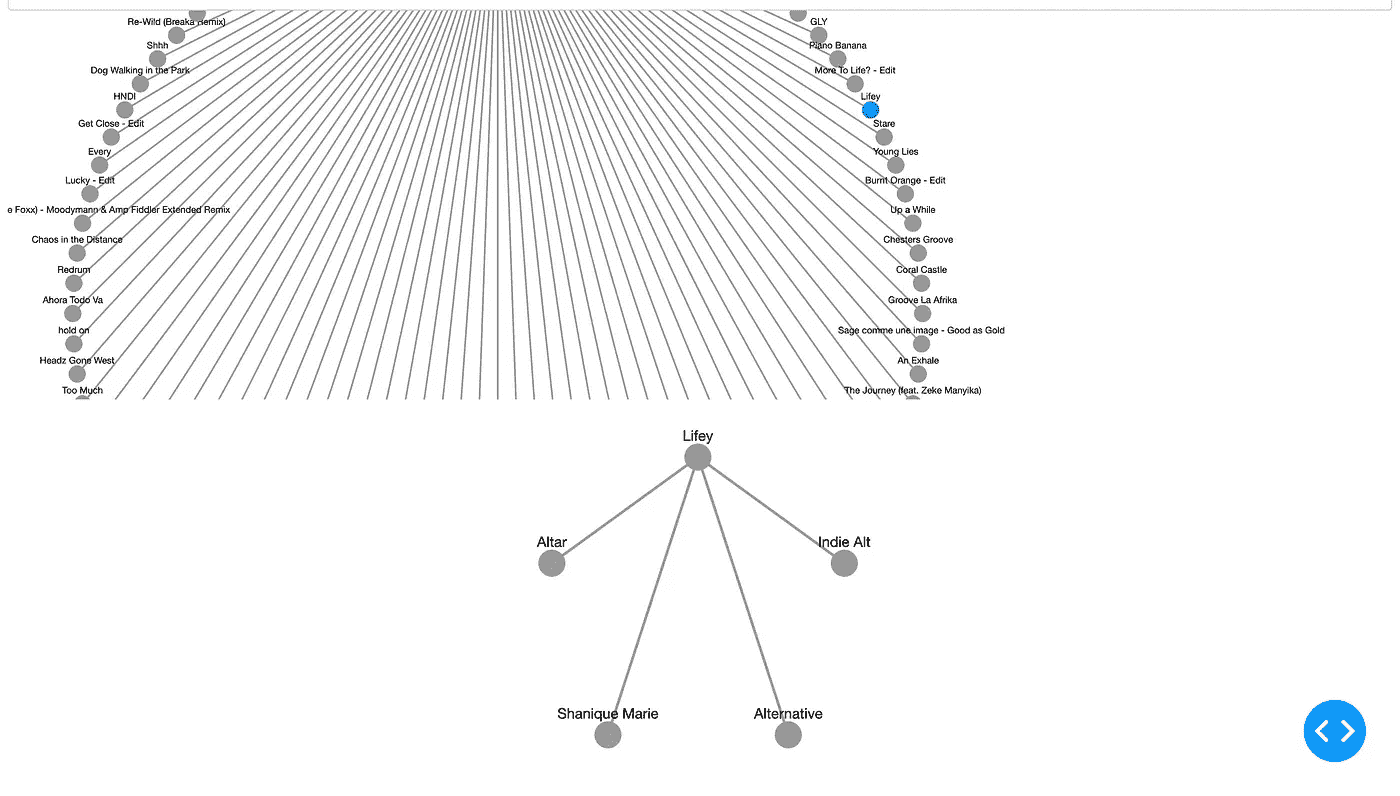 Re-Wild (Breaka Remix)
GLY
Shhh
Piano Banana
Dog Walking in the Park
More To Life? - Edit
HNDI
Lifey
Get Close - Edit
Stare
Every
Young Lies
Lucky - Edit
Burnt Orange - Edit
e Foxx) - Moodymann & Amp Fiddler Extended Remix
Up a While
Chaos in the Distance
Chesters Groove
Redrum
Coral Castle
Ahora Todo Va
Groove La Afrika
hold on
Sage comme une image - Good as Gold
Headz Gone West
An Exhale
Too Much
The Journey (feat. Zeke Manyika)
Lifey
Altar
Indie Alt
Shanique Marie
Alternative